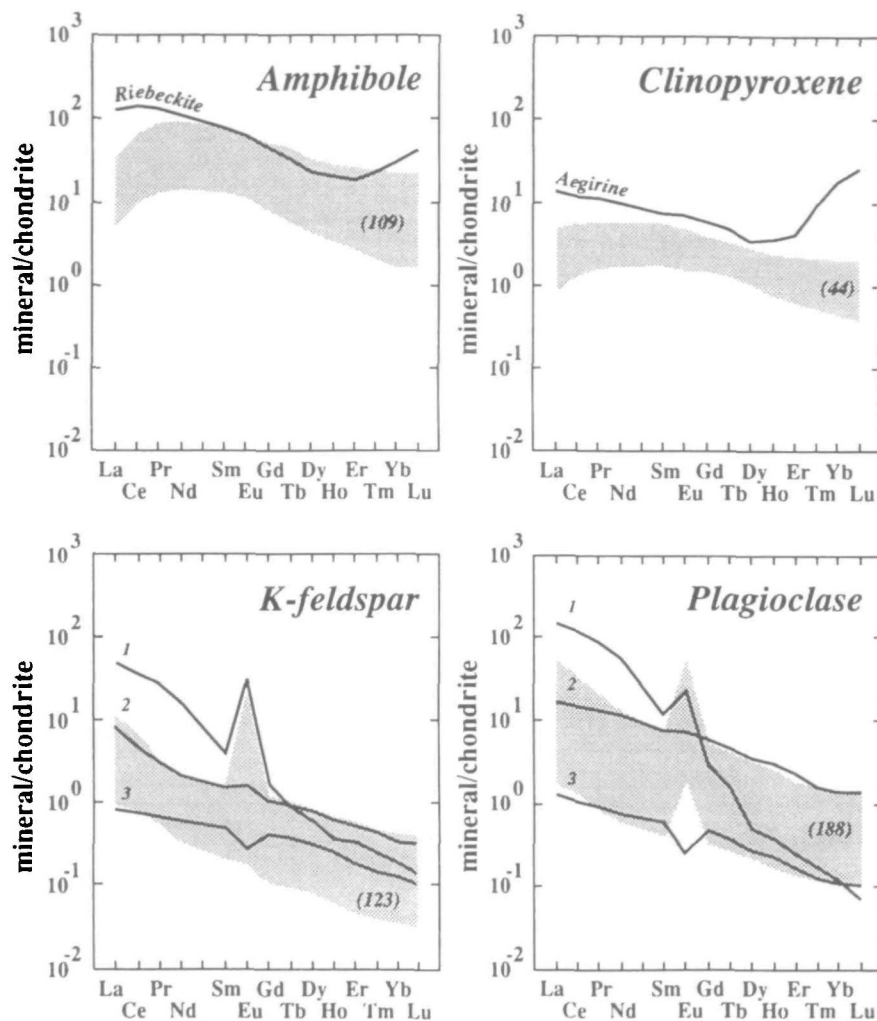 Amphibole
mineral/chondrite
10^3
10^2
10^1
10^0
10^-1
10^-2
Riebeckite
(109)
La Pr Sm Gd Dy Er Yb
Ce Nd Eu Tb Ho Tm Lu
Clinopyroxene
mineral/chondrite
10^3
10^2
10^1
10^0
10^-1
10^-2
Aegirine
(44)
La Pr Sm Gd Dy Er Yb
Ce Nd Eu Tb Ho Tm Lu
K-feldspar
mineral/chondrite
10^3
10^2
10^1
10^0
10^-1
10^-2
1
2
3
(123)
La Pr Sm Gd Dy Er Yb
Ce Nd Eu Tb Ho Tm Lu
Plagioclase
mineral/chondrite
10^3
10^2
10^1
10^0
10^-1
10^-2
1
2
3
(188)
La Pr Sm Gd Dy Er Yb
Ce Nd Eu Tb Ho Tm Lu